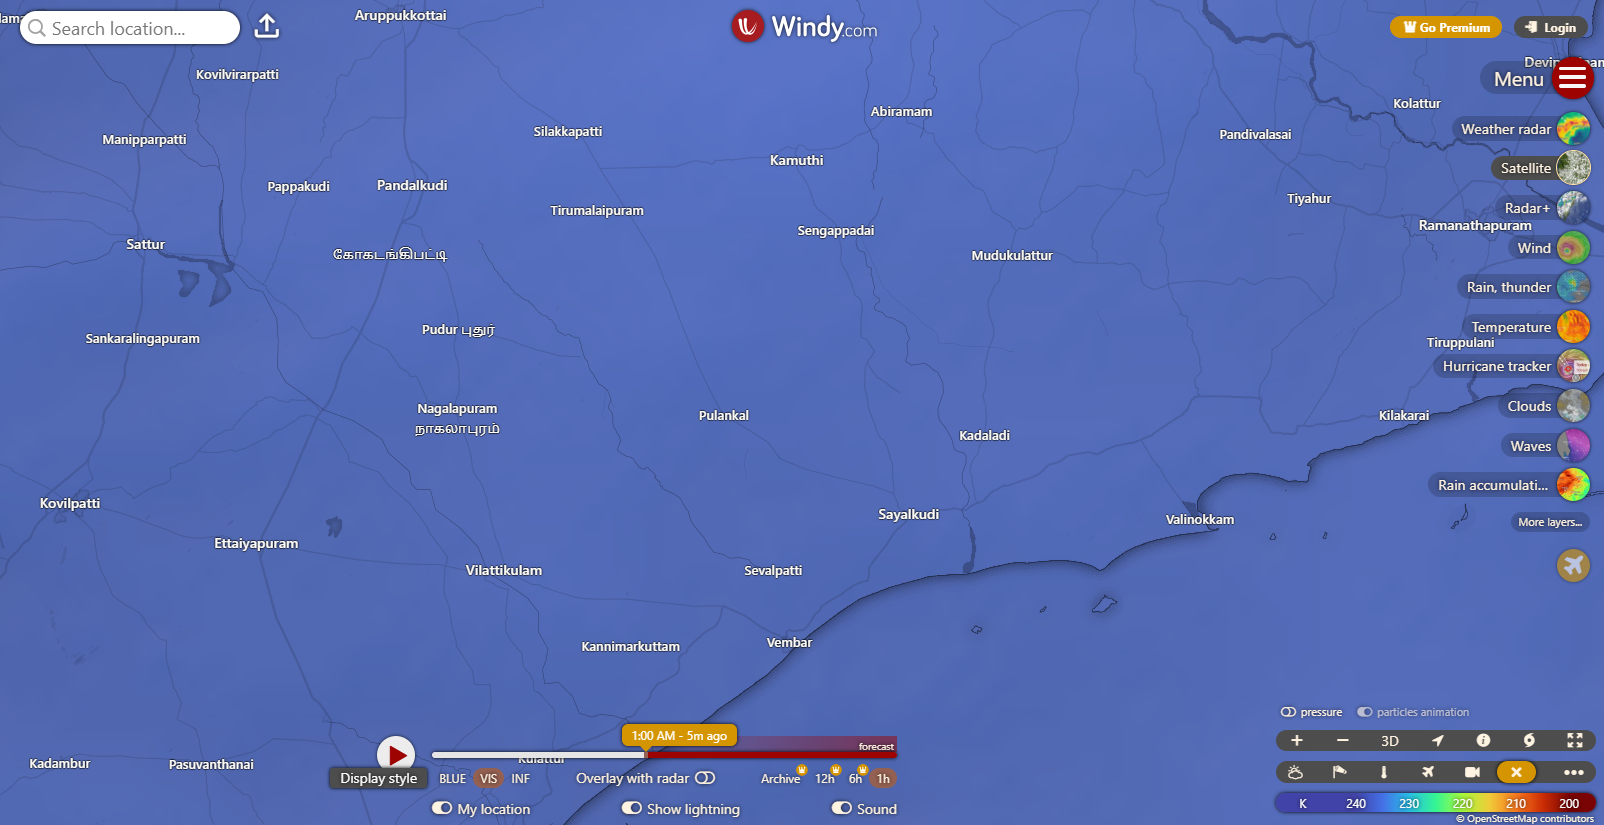 Search location...
Windy.com
Go Premium
Login
Menu
Weather radar
Satellite
Radar+
Wind
Rain, thunder
Temperature
Hurricane tracker
Clouds
Waves
Rain accumulati...
More layers...
Aruppukkottai
Kovilvirarpatti
Abiramam
Kolattur
Silakkapatti
Pandivalasai
Manipparpatti
Kamuthi
Pappakudi
Pandalkudi
Tiyahur
Tirumalaipuram
Ramanathapuram
Sengappadai
Sattur
கோகடங்கிபட்டி
Mudukulattur
Pudur புதுர்
Sankaralingapuram
Tiruppulani
Nagalapuram
நாகலாபுரம்
Pulankal
Kilakarai
Kadaladi
Kovilpatti
Sayalkudi
Valinokkam
Ettaiyapuram
Vilattikulam
Sevalpatti
Kannimarkuttam
Vembar
Kadambur
Pasuvanthanai
1:00 AM - 5m ago
forecast
Display style
BLUE VIS INF
Overlay with radar
Archive 12h 6h 1h
My location
Show lightning
Sound
pressure
particles animation
3D
K 240 230 220 210 200
© OpenStreetMap contributors